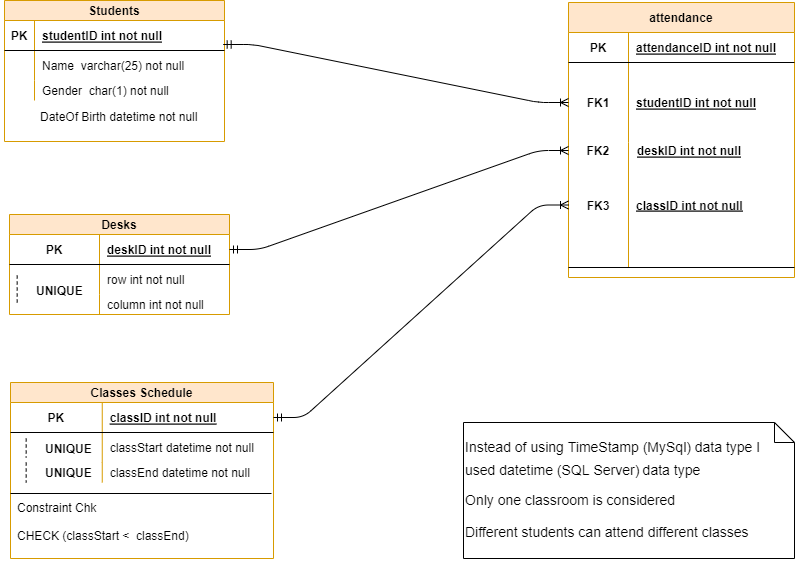 Students
PK studentID int not null
Name varchar(25) not null
Gender char(1) not null
DateOf Birth datetime not null
attendance
PK attendanceID int not null
FK1 studentID int not null
FK2 deskID int not null
FK3 classID int not null
Desks
PK deskID int not null
UNIQUE
row int not null
column int not null
Classes Schedule
PK classID int not null
UNIQUE classStart datetime not null
UNIQUE classEnd datetime not null
Constraint Chk
CHECK (classStart < classEnd)
Instead of using TimeStamp (MySql) data type I
used datetime (SQL Server) data type
Only one classroom is considered
Different students can attend different classes